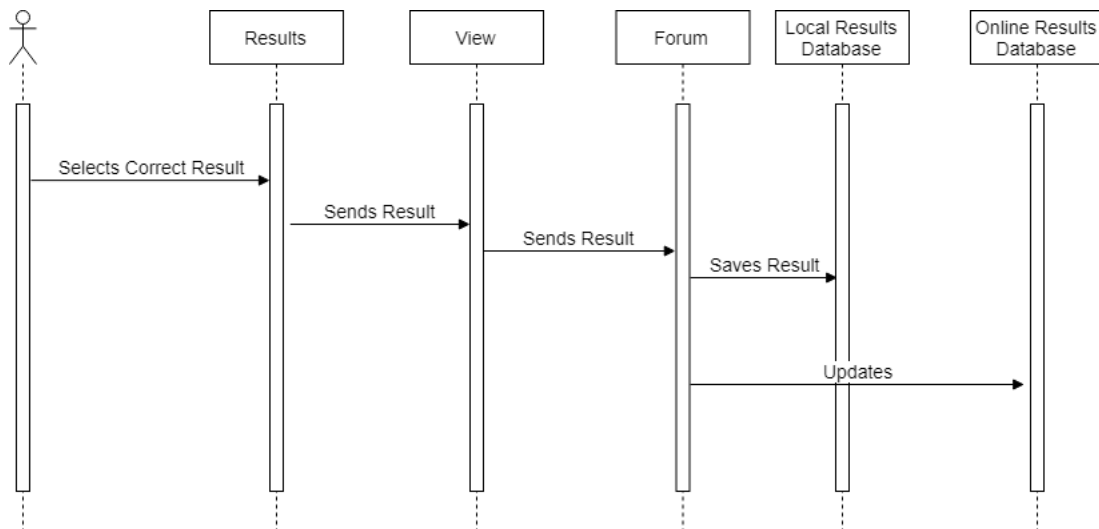 Results
View
Forum
Local Results
Database
Online Results
Database
Selects Correct Result
Sends Result
Sends Result
Saves Result
Updates